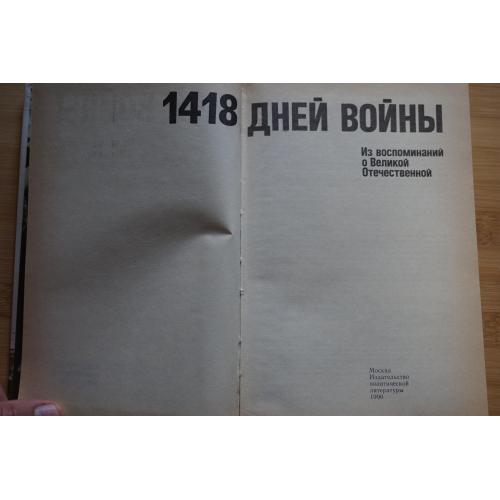 1418 ДНЕЙ ВОЙНЫ
Из воспоминаний
о Великой
Отечественной
Москва
Издательство
политической
литературы
1990